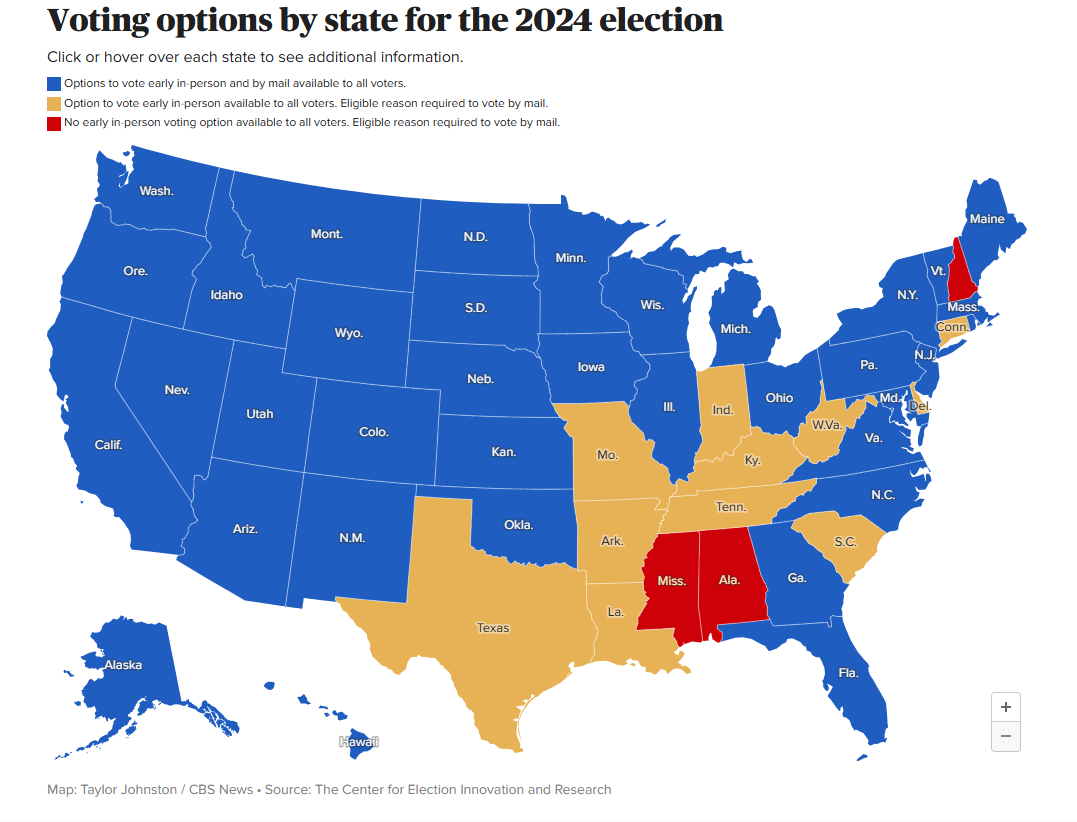 Voting options by state for the 2024 election
Click or hover over each state to see additional information.
Options to vote early in-person and by mail available to all voters.
Option to vote early in-person available to all voters. Eligible reason required to vote by mail.
No early in-person voting option available to all voters. Eligible reason required to vote by mail.
Wash.
Maine
Mont.
N.D.
Minn.
Vt.
Ore.
Idaho
N.Y.
S.D.
Wis.
Mass.
Mich.
Conn.
Wyo.
N.J.
Pa.
Iowa
Neb.
Nev.
Ohio
Md.
Ill.
Ind.
Del.
Utah
W.Va.
Colo.
Va.
Calif.
Kan.
Mo.
Ky.
N.C.
Tenn.
Okla.
Ariz.
N.M.
Ark.
S.C.
Ga.
Miss.
Ala.
La.
Texas
Alaska
Fla.
Hawaii
+
−
Map: Taylor Johnston / CBS News • Source: The Center for Election Innovation and Research